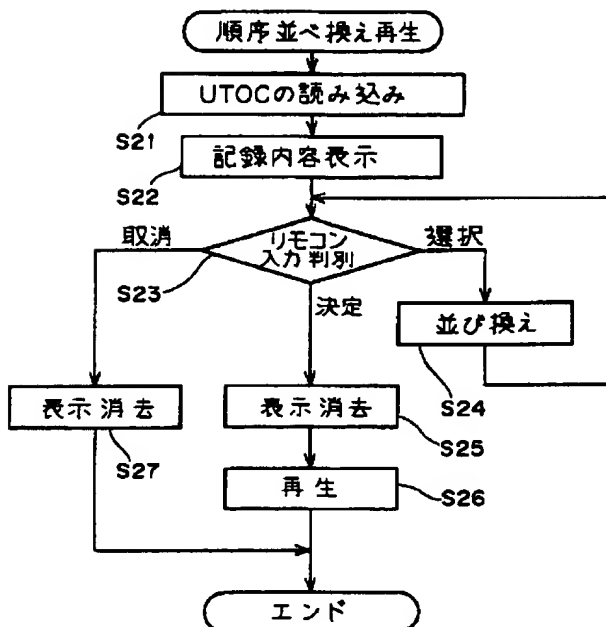 順序並べ換え再生
UTOCの読み込み
S21
記録内容表示
S22
取消
リモコン
入力判別
選択
S23
決定
並び換え
S24
表示消去
表示消去
S25
S27
再生
S26
エンド